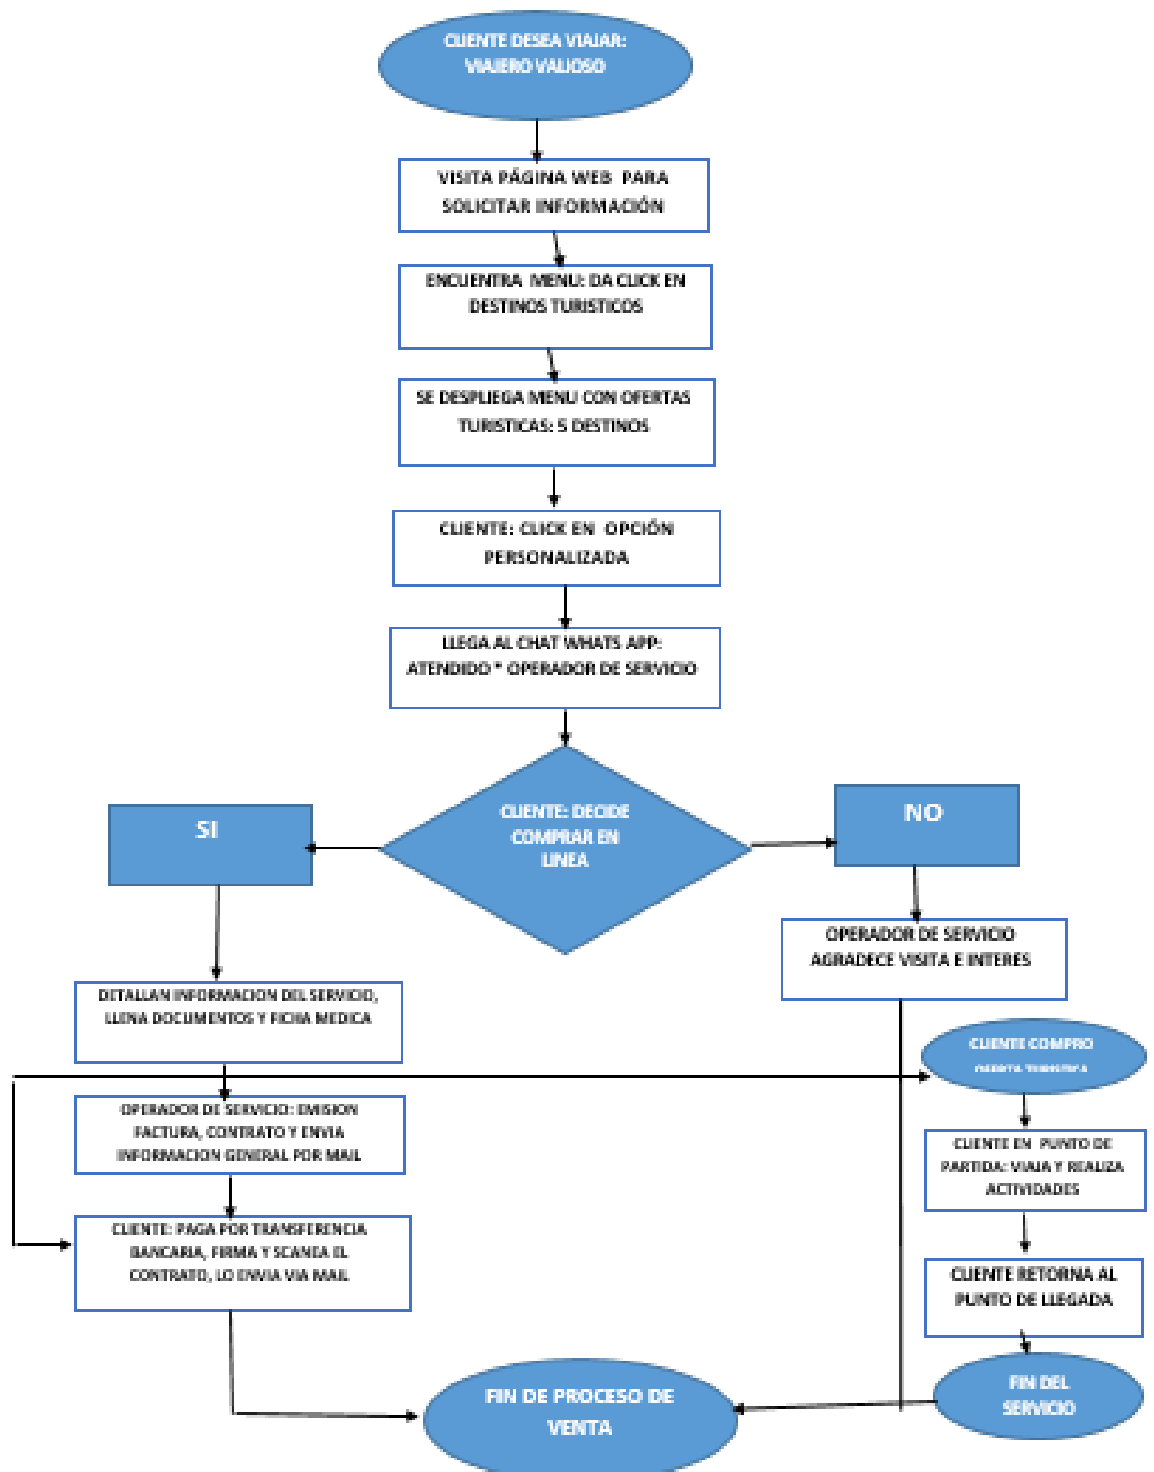 CLIENTE DESEA VIAJAR:
VIAJERO VALIOSO
VISITA PÁGINA WEB PARA
SOLICITAR INFORMACIÓN
ENCUENTRA MENU: DA CLICK EN
DESTINOS TURISTICOS
SE DESPLIEGA MENU CON OFERTAS
TURISTICAS: 5 DESTINOS
CLIENTE: CLICK EN OPCIÓN
PERSONALIZADA
LLEGA AL CHAT WHATS APP:
ATENDIDO * OPERADOR DE SERVICIO
CLIENTE: DECIDE
COMPRAR EN
LINEA
SI
NO
DETALLAN INFORMACION DEL SERVICIO,
LLENA DOCUMENTOS Y FICHA MEDICA
OPERADOR DE SERVICIO: EMISION
FACTURA, CONTRATO Y ENVIA
INFORMACION GENERAL POR MAIL
CLIENTE: PAGA POR TRANSFERENCIA
BANCARIA, FIRMA Y SCANEA EL
CONTRATO, LO ENVIA VIA MAIL
OPERADOR DE SERVICIO
AGRADECE VISITA E INTERES
CLIENTE COMPRO
OFERTA TURISTICA
CLIENTE EN PUNTO DE
PARTIDA: VIAJA Y REALIZA
ACTIVIDADES
CLIENTE RETORNA AL
PUNTO DE LLEGADA
FIN DEL
SERVICIO
FIN DE PROCESO DE
VENTA